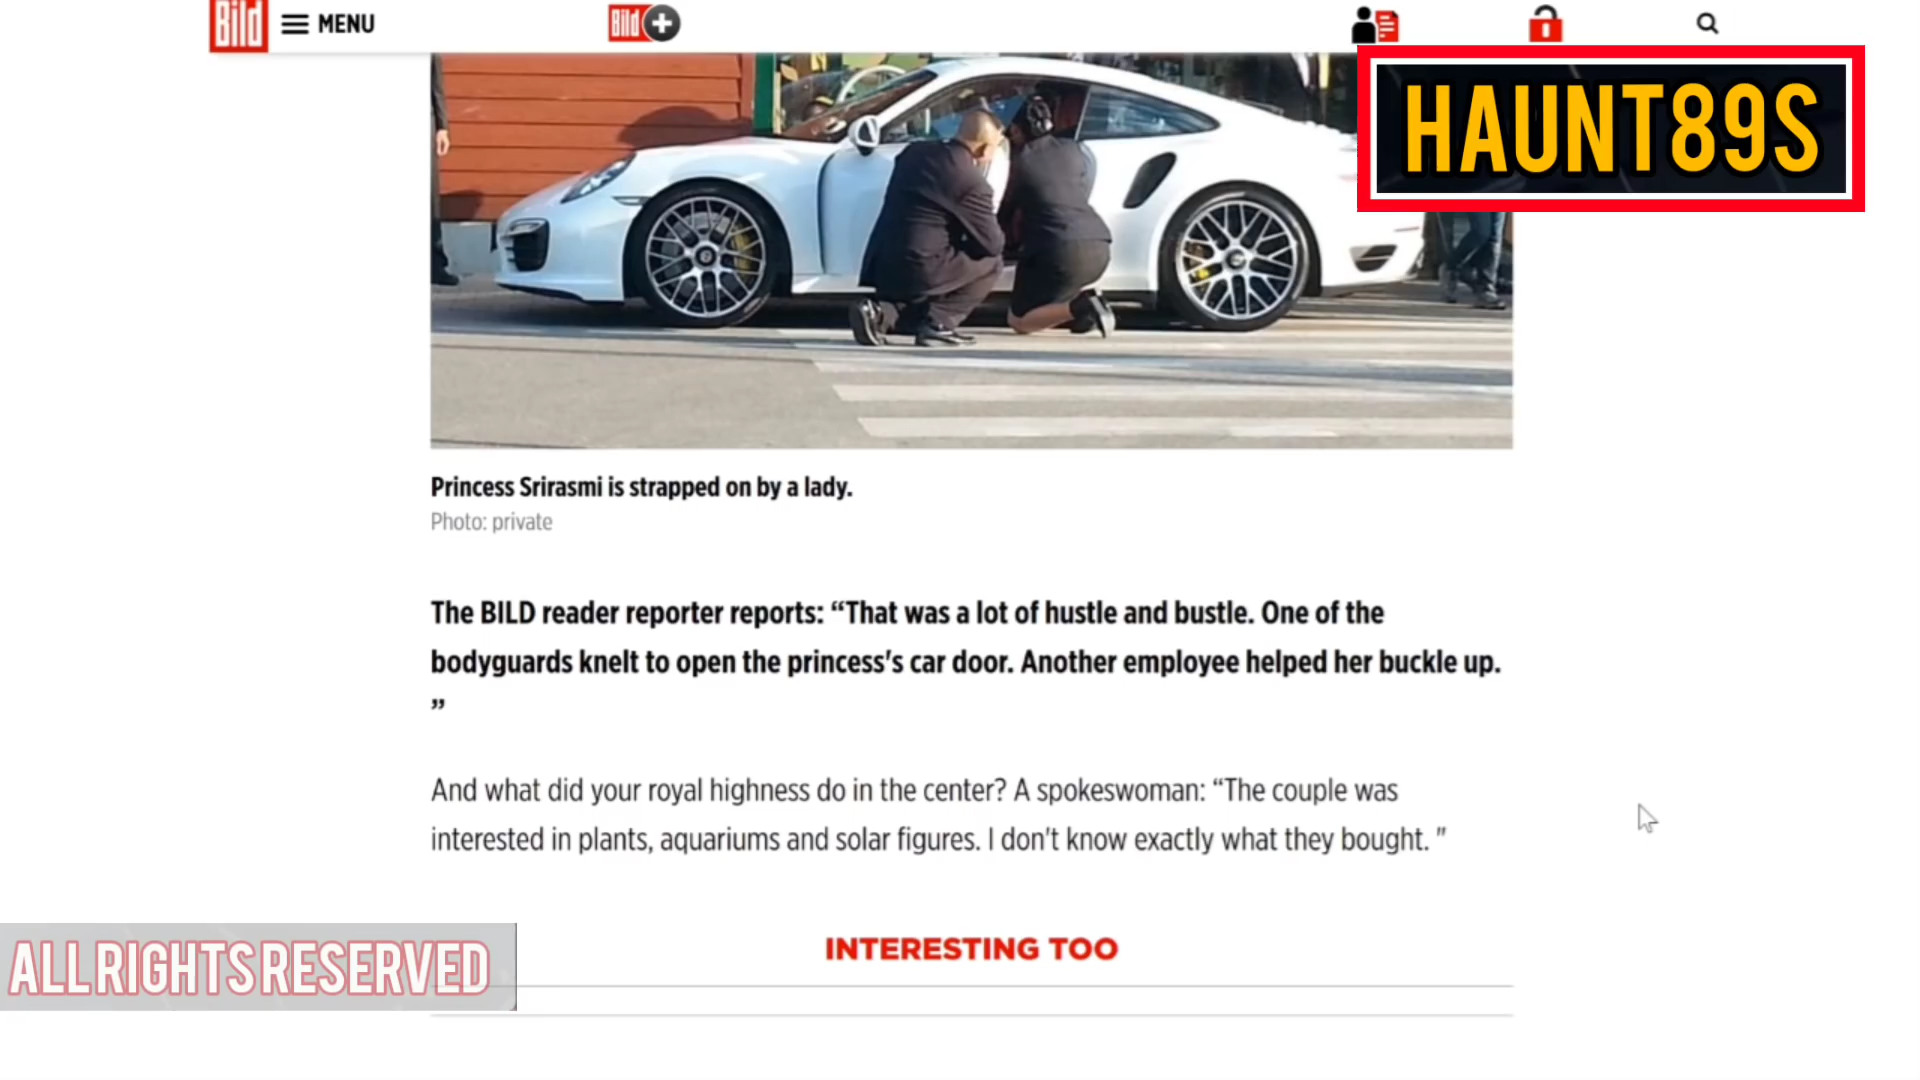 Bild
MENU
Bild
HAUNT89S
Princess Srirasmi is strapped on by a lady.
Photo: private
The BILD reader reporter reports: “That was a lot of hustle and bustle. One of the
bodyguards knelt to open the princess's car door. Another employee helped her buckle up.
”
And what did your royal highness do in the center? A spokeswoman: “The couple was
interested in plants, aquariums and solar figures. I don't know exactly what they bought. "
ALL RIGHTS RESERVED
INTERESTING TOO